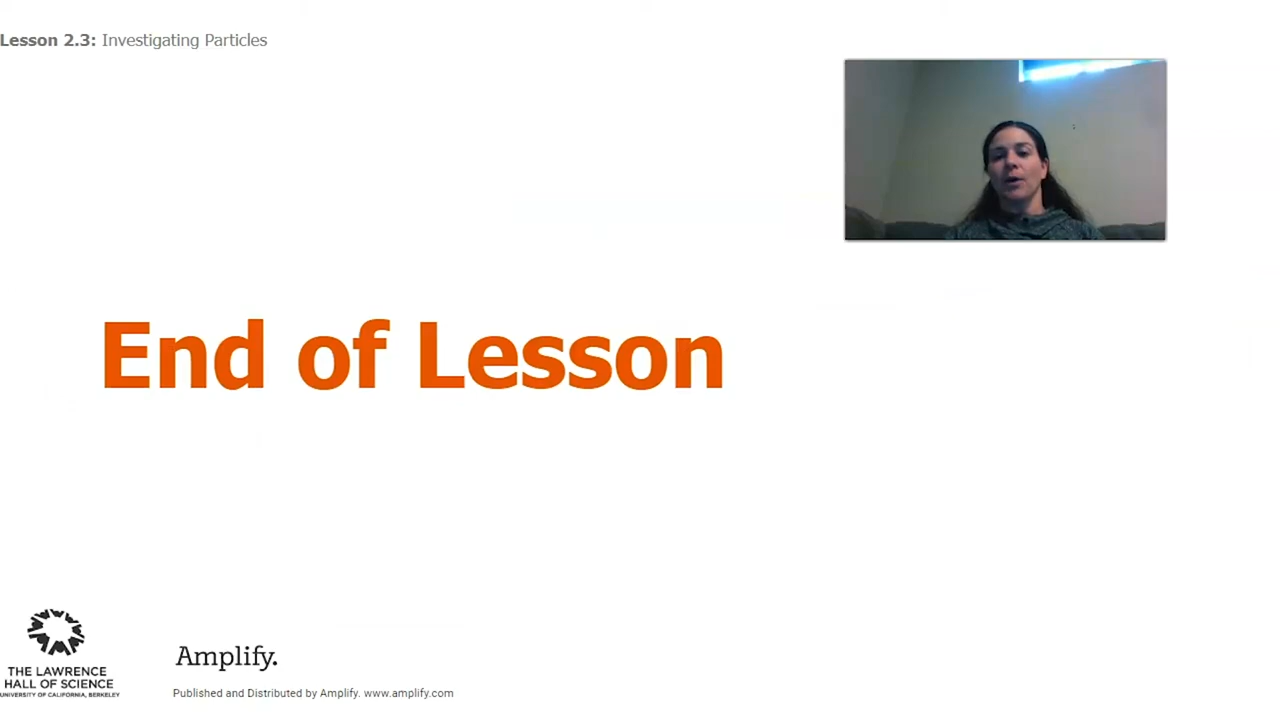 Lesson 2.3: Investigating Particles
End of Lesson
THE LAWRENCE
HALL OF SCIENCE
UNIVERSITY OF CALIFORNIA, BERKELEY
Amplify.
Published and Distributed by Amplify. www.amplify.com